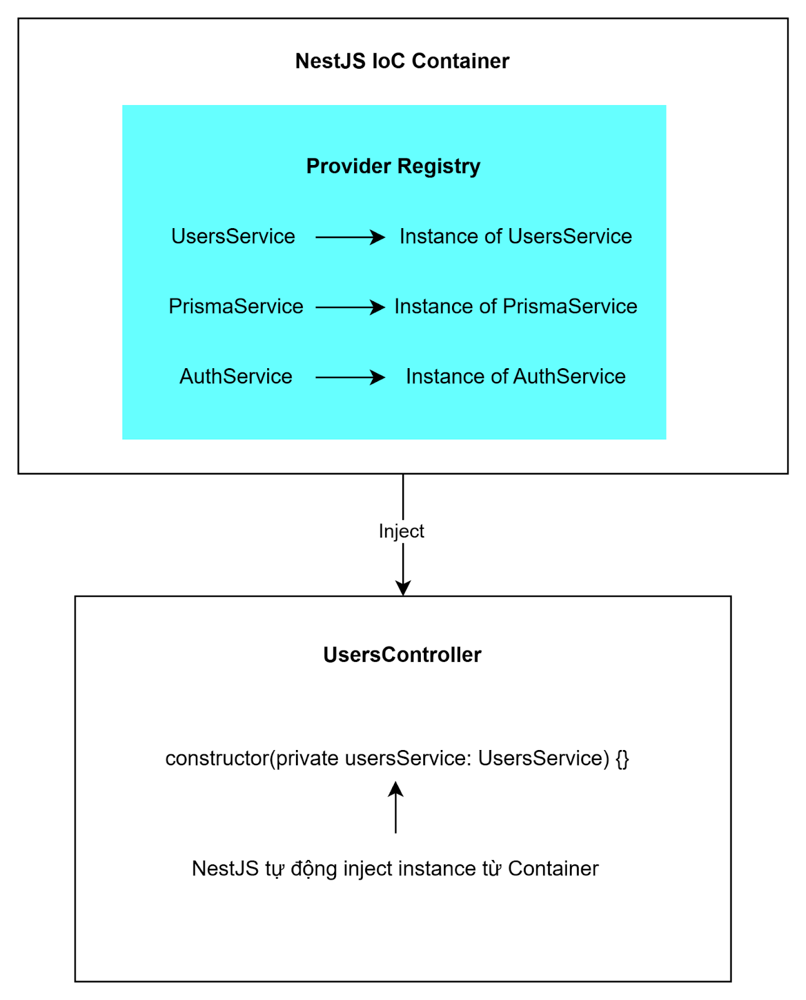 NestJS IoC Container
Provider Registry
UsersService Instance of UsersService
PrismaService Instance of PrismaService
AuthService Instance of AuthService
Inject
UsersController
constructor(private usersService: UsersService) {}
NestJS tự động inject instance từ Container